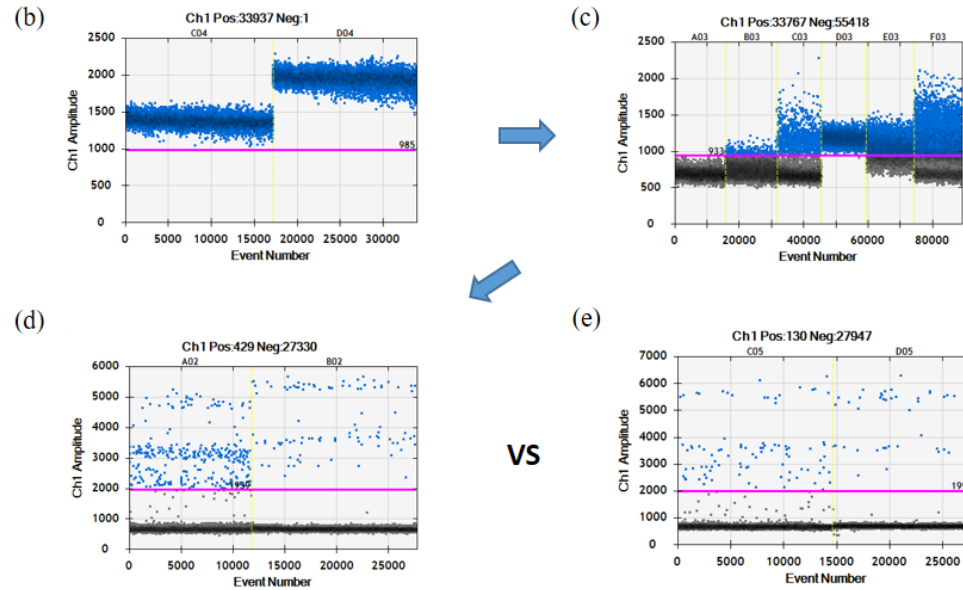 (b)
Ch1 Pos:33937 Neg:1
C04 D04
Ch1 Amplitude
2500
2000
1500
1000
500
0
985
0 5000 10000 15000 20000 25000 30000
Event Number
(c)
Ch1 Pos:33767 Neg:55418
A03 B03 C03 D03 E03 F03
Ch1 Amplitude
2500
2000
1500
1000
500
0
933
0 20000 40000 60000 80000
Event Number
(d)
Ch1 Pos:429 Neg:27330
A02 B02
Ch1 Amplitude
6000
5000
4000
3000
2000
1000
0
1959
0 5000 10000 15000 20000 25000
Event Number
VS
(e)
Ch1 Pos:130 Neg:27947
C05 D05
Ch1 Amplitude
7000
6000
5000
4000
3000
2000
1000
0
0 5000 10000 15000 20000 25000
Event Number